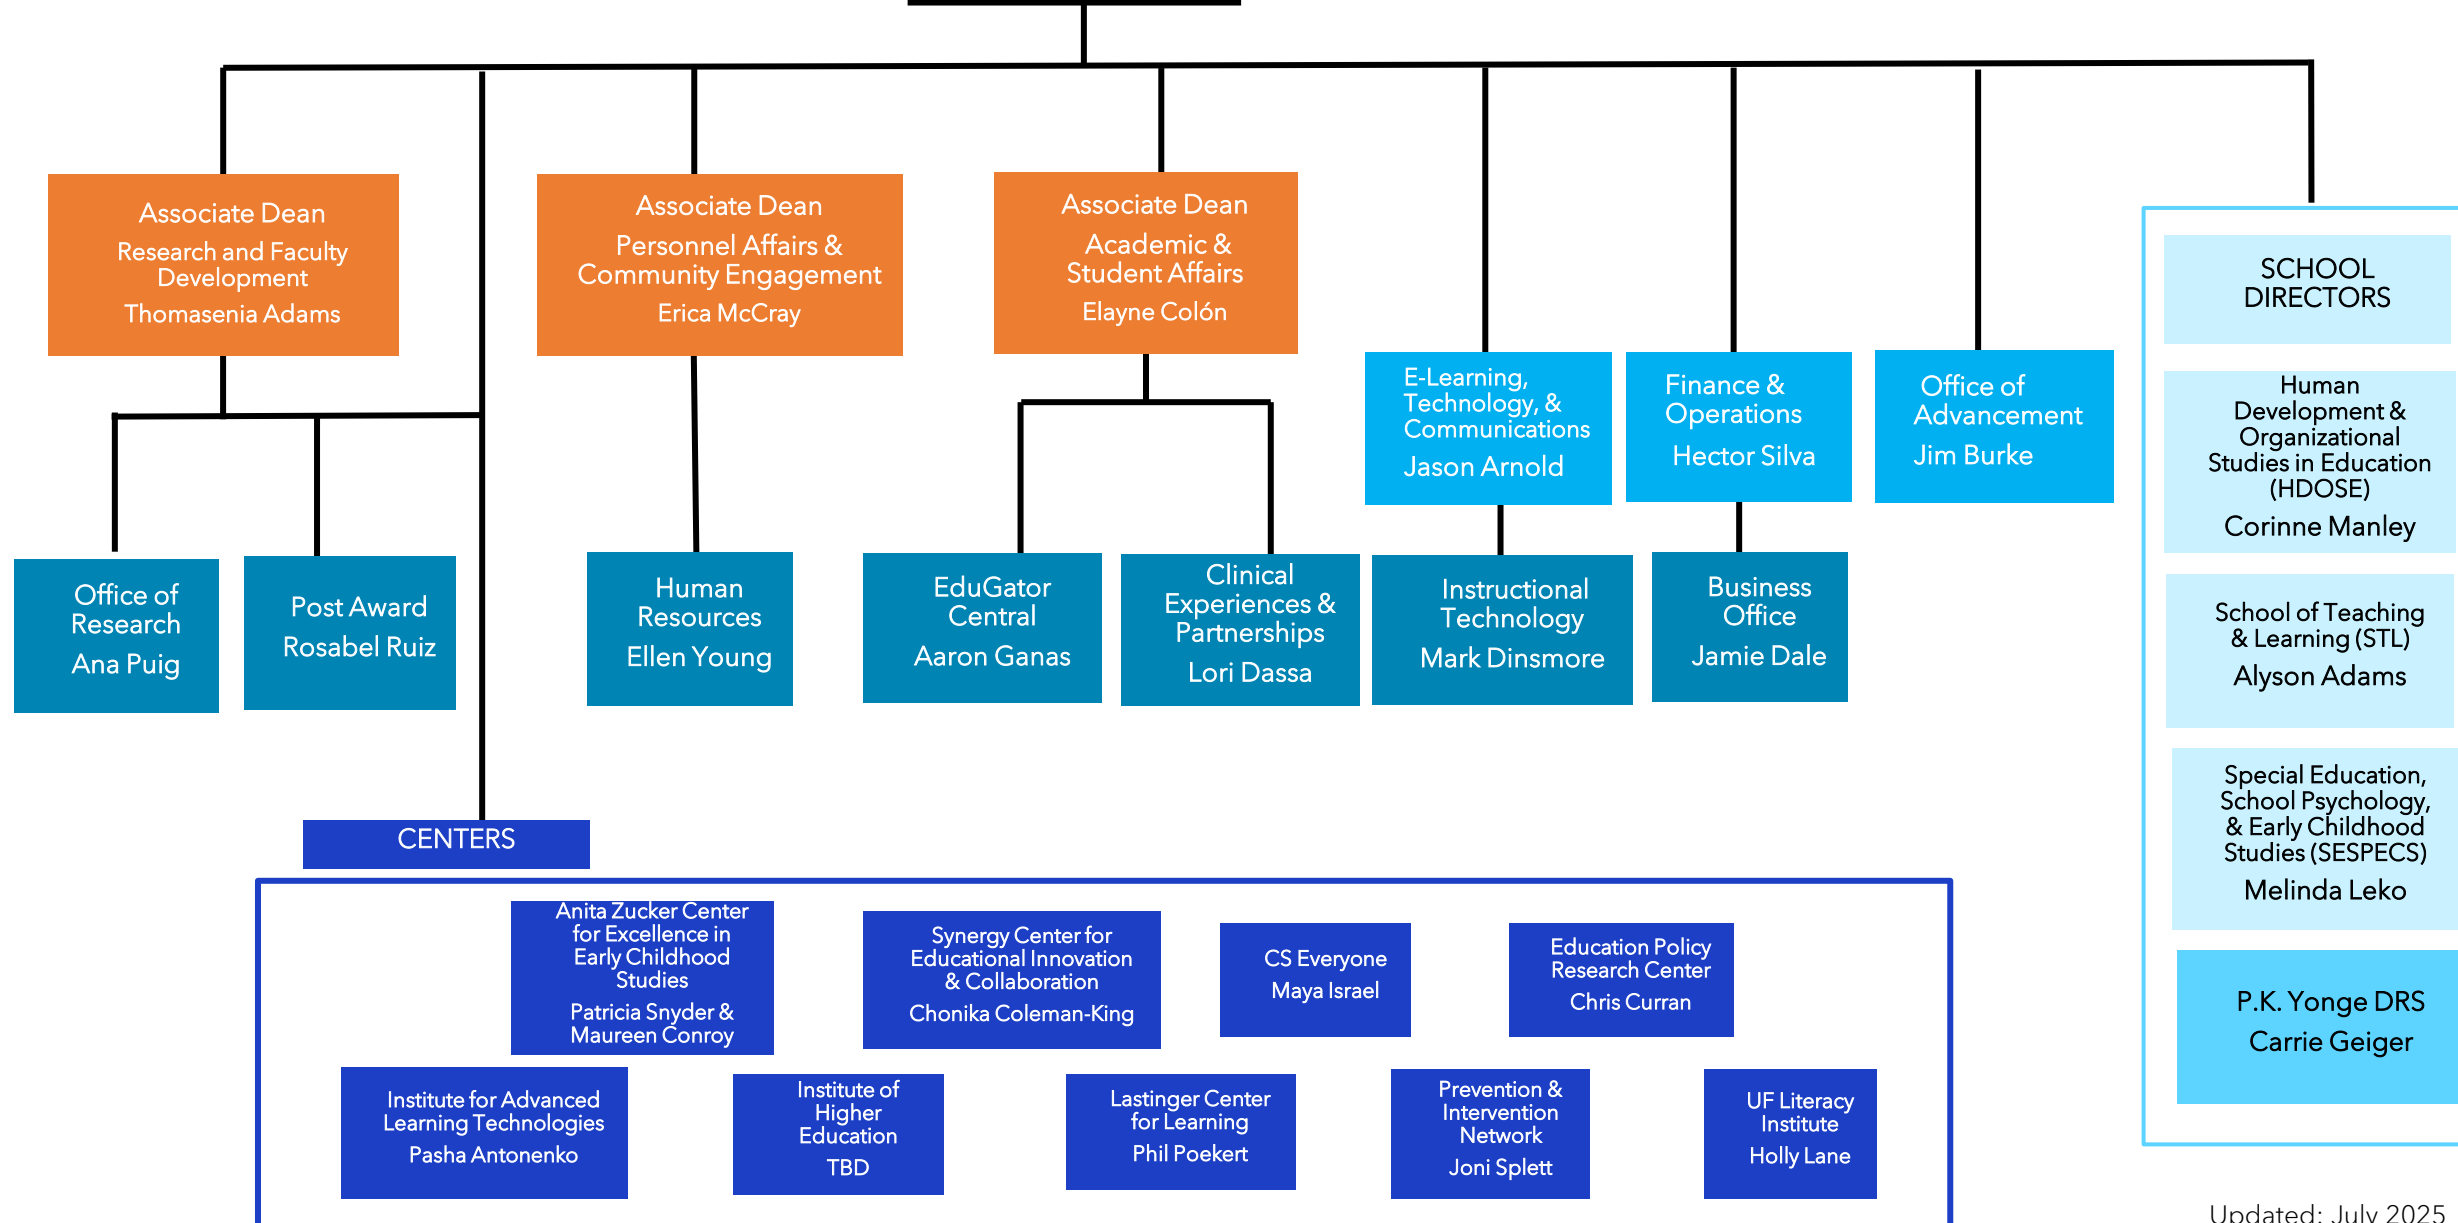 Associate Dean
Research and Faculty
Development
Thomasenia Adams
Associate Dean
Personnel Affairs &
Community Engagement
Erica McCray
Associate Dean
Academic &
Student Affairs
Elayne Colón
E-Learning,
Technology, &
Communications
Jason Arnold
Finance &
Operations
Hector Silva
Office of
Advancement
Jim Burke
SCHOOL
DIRECTORS
Human
Development &
Organizational
Studies in Education
(HDOSE)
Corinne Manley
School of Teaching
& Learning (STL)
Alyson Adams
Special Education,
School Psychology,
& Early Childhood
Studies (SESPECS)
Melinda Leko
P.K. Yonge DRS
Carrie Geiger
Office of
Research
Ana Puig
Post Award
Rosabel Ruiz
Human
Resources
Ellen Young
EduGator
Central
Aaron Ganas
Clinical
Experiences &
Partnerships
Lori Dassa
Instructional
Technology
Mark Dinsmore
Business
Office
Jamie Dale
CENTERS
Anita Zucker Center
for Excellence in
Early Childhood
Studies
Patricia Snyder &
Maureen Conroy
Synergy Center for
Educational Innovation
& Collaboration
Chonika Coleman-King
CS Everyone
Maya Israel
Education Policy
Research Center
Chris Curran
Institute for Advanced
Learning Technologies
Pasha Antonenko
Institute of
Higher
Education
TBD
Lastinger Center
for Learning
Phil Poekert
Prevention &
Intervention
Network
Joni Splett
UF Literacy
Institute
Holly Lane
Updated: July 2025